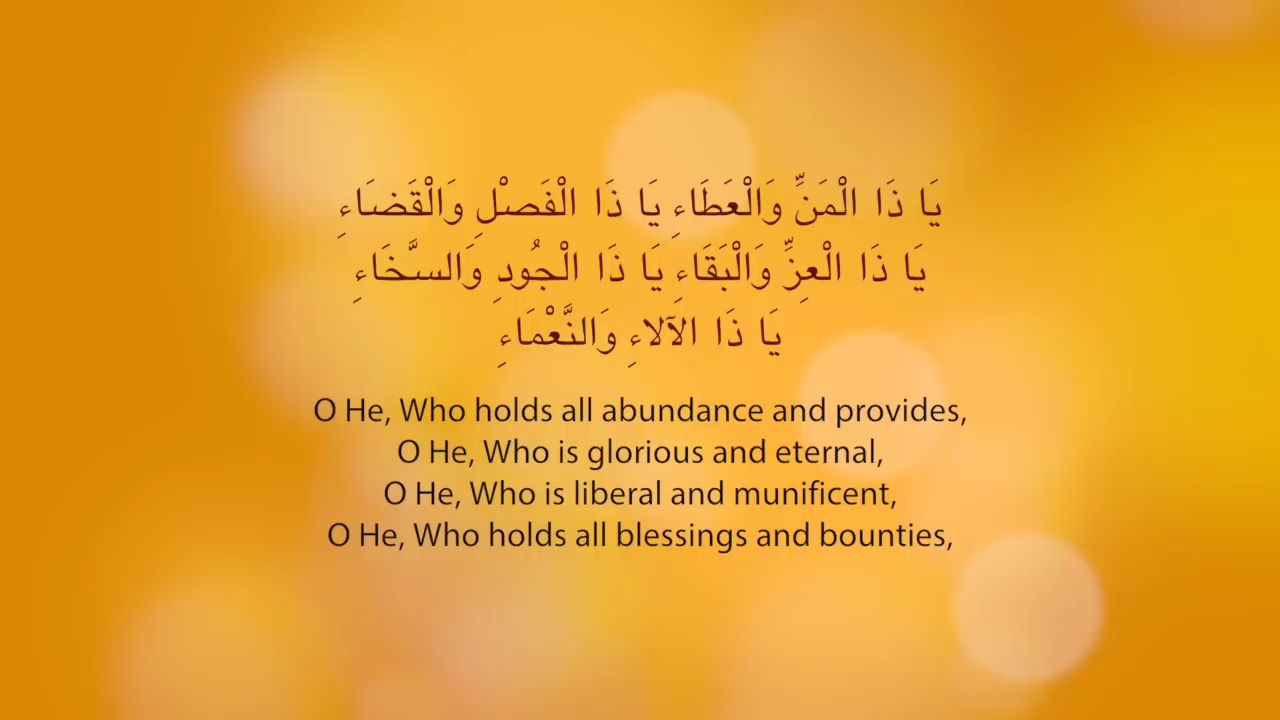 يَا ذَا الْمَنِّ وَالْعَطَاءِ يَا ذَا الْفَصْلِ وَالْقَضَاءِ
يَا ذَا الْعِزِّ وَالْبَقَاءِ يَا ذَا الْجُودِ وَالسَّخَاءِ
يَا ذَا الآلاءِ وَالنَّعْمَاءِ
O He, Who holds all abundance and provides,
O He, Who is glorious and eternal,
O He, Who is liberal and munificent,
O He, Who holds all blessings and bounties,